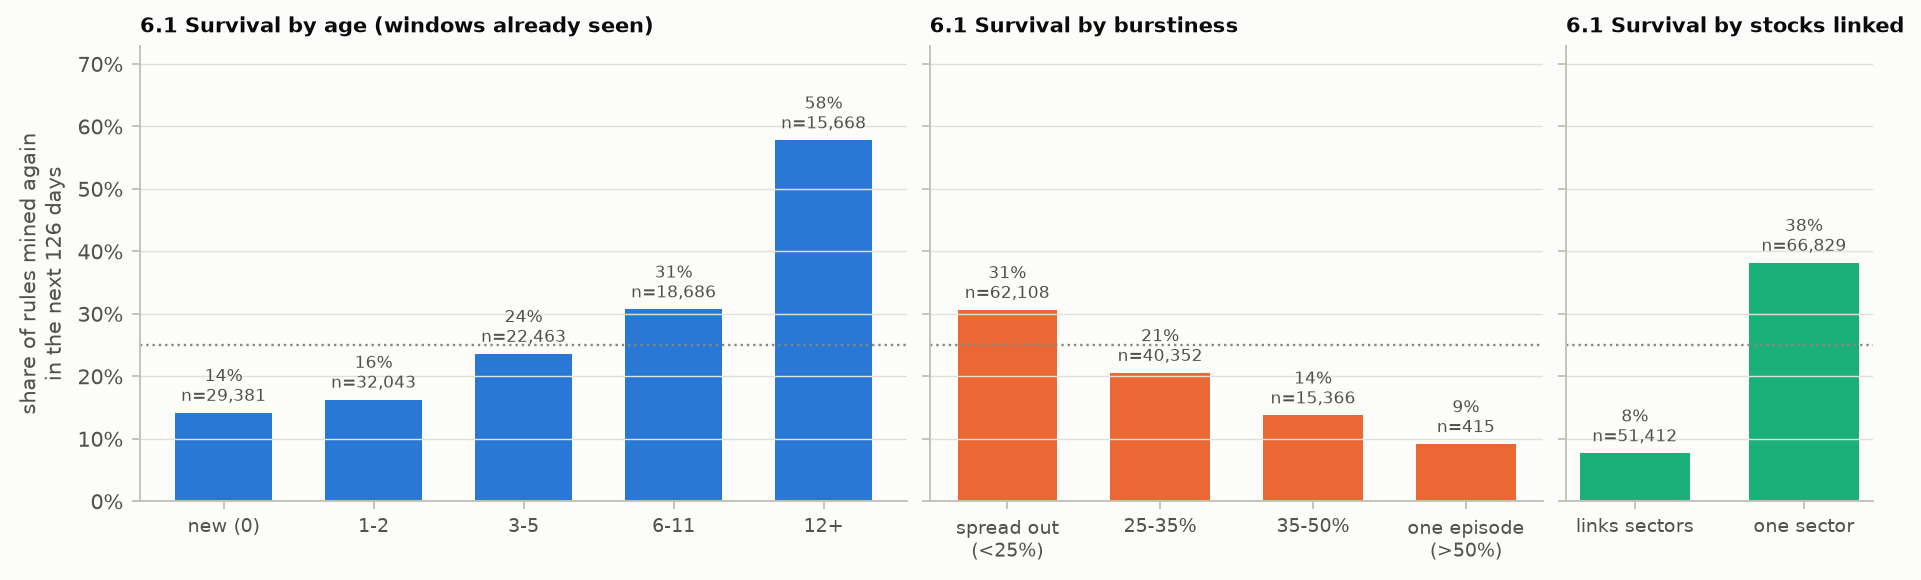 6.1 Survival by age (windows already seen)
share of rules mined again
in the next 126 days
70%
60%
50%
40%
30%
20%
10%
0%
14%
n=29,381
16%
n=32,043
24%
n=22,463
31%
n=18,686
58%
n=15,668
new (0)
1-2
3-5
6-11
12+
6.1 Survival by burstiness
31%
n=62,108
21%
n=40,352
14%
n=15,366
9%
n=415
spread out
(<25%)
25-35%
35-50%
one episode
(>50%)
6.1 Survival by stocks linked
8%
n=51,412
38%
n=66,829
links sectors
one sector